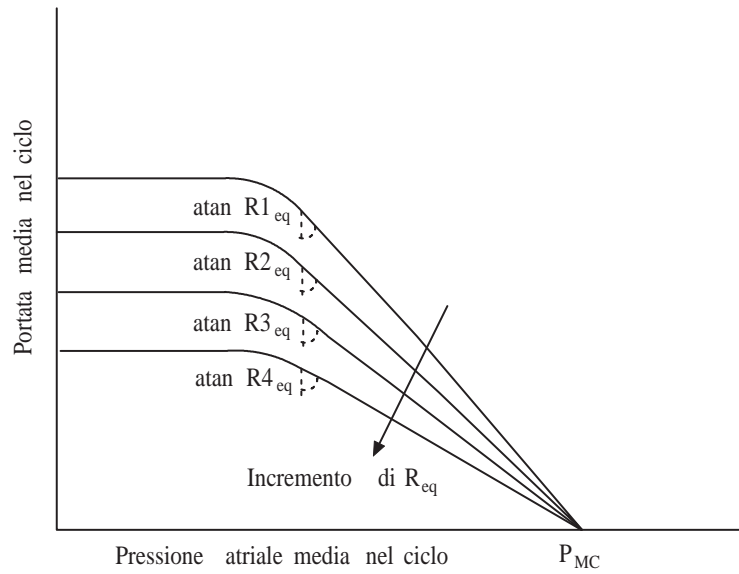 Portata media nel ciclo
atan R1eq
atan R2eq
atan R3eq
atan R4eq
Incremento di Req
Pressione atriale media nel ciclo
PMC